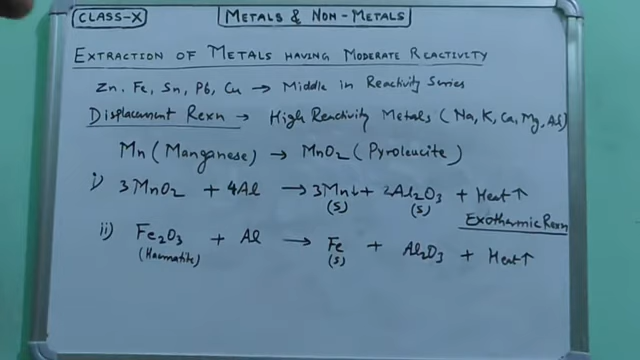 CLASS-X
METALS & NON-METALS
EXTRACTION OF METALS HAVING MODERATE REACTIVITY
Zn, Fe, Sn, Pb, Cu → Middle in Reactivity Series
Displacement Rexn → High Reactivity Metals (Na, K, Ca, Mg, Al)
Mn (Manganese) → MnO₂ (Pyroleucite)
i) 3MnO₂ + 4Al → 3Mn↓ + 2Al₂O₃ + Heat↑
(s) (s)
Exothermic Rexn
ii) Fe₂O₃ + Al → Fe + Al₂O₃ + Heat↑
(Haematite) (s)